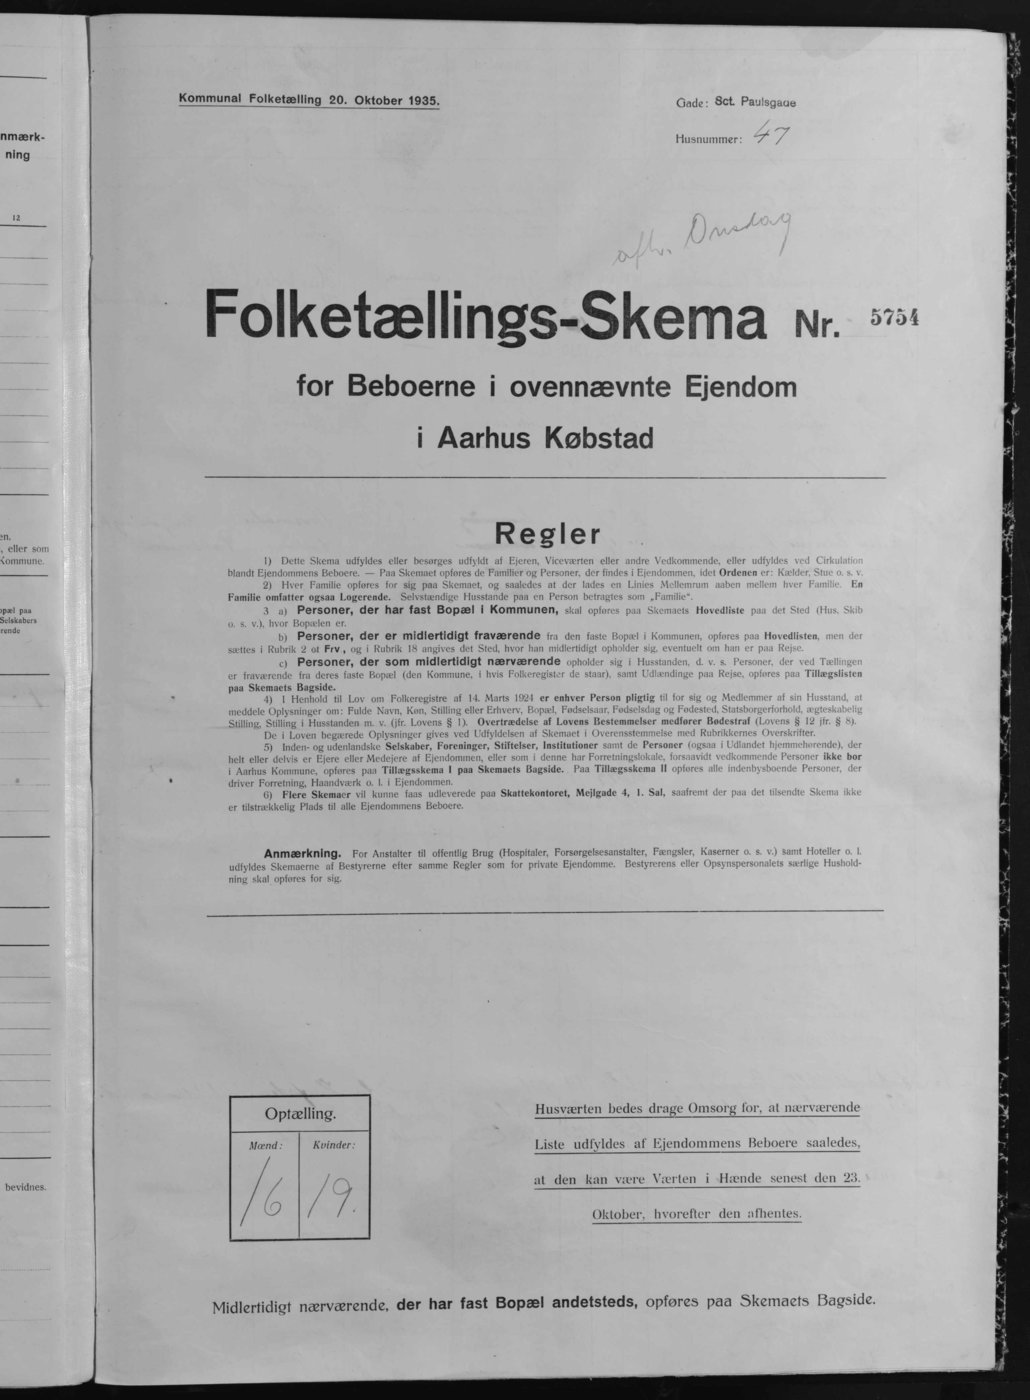 nmærk-
ning
12
en.
, eller som
Kommune.
opæl paa
Selskabers
rende
bevidnes.
Kommunal Folketælling 20. Oktober 1935.
Gade: Sct. Paulsgade
Husnummer: 47
afh. Onsdag
Folketællings-Skema Nr. 5754
for Beboerne i ovennævnte Ejendom
i Aarhus Købstad
Regler
1) Dette Skema udfyldes eller besørges udfyldt af Ejeren, Viceværten eller andre Vedkommende, eller udfyldes ved Cirkulation
blandt Ejendommens Beboere. — Paa Skemaet opføres de Familier og Personer, der findes i Ejendommen, idet Ordenen er: Kælder, Stue o. s. v.
2) Hver Familie opføres for sig paa Skemaet, og saaledes at der lades en Linies Mellemrum aaben mellem hver Familie. En
Familie omfatter ogsaa Logerende. Selvstændige Husstande paa en Person betragtes som „Familie“.
3 a) Personer, der har fast Bopæl i Kommunen, skal opføres paa Skemaets Hovedliste paa det Sted (Hus, Skib
o. s. v.), hvor Bopælen er.
b) Personer, der er midlertidigt fraværende fra den faste Bopæl i Kommunen, opføres paa Hovedlisten, men der
sættes i Rubrik 2 et Frv., og i Rubrik 18 angives det Sted, hvor han midlertidigt opholder sig, eventuelt om han er paa Rejse.
c) Personer, der som midlertidigt nærværende opholder sig i Husstanden, d. v. s. Personer, der ved Tællingen
er fraværende fra deres faste Bopæl (den Kommune, i hvis Folkeregister de staar), samt Udlændinge paa Rejse, opføres paa Tillægslisten
paa Skemaets Bagside.
4) I Henhold til Lov om Folkeregistre af 14. Marts 1924 er enhver Person pligtig til for sig og Medlemmer af sin Husstand, at
meddele Oplysninger om: Fulde Navn, Køn, Stilling eller Erhverv, Bopæl, Fødselsaar, Fødselsdag og Fødested, Statsborgerforhold, ægteskabelig
Stilling, Stilling i Husstanden m. v. (jfr. Lovens § 1). Overtrædelse af Lovens Bestemmelser medfører Bødestraf (Lovens § 12 jfr. § 8).
De i Loven begærede Oplysninger gives ved Udfyldelsen af Skemaet i Overensstemmelse med Rubrikkernes Overskrifter.
5) Inden- og udenlandske Selskaber, Foreninger, Stiftelser, Institutioner samt de Personer (ogsaa i Udlandet hjemmehørende), der
helt eller delvis er Ejere eller Medejere af Ejendommen, eller som i denne har Forretningslokale, forsaavidt vedkommende Personer ikke bor
i Aarhus Kommune, opføres paa Tillægsskema I paa Skemaets Bagside. Paa Tillægsskema II opføres alle indenbysboende Personer, der
driver Forretning, Haandværk o. l. i Ejendommen.
6) Flere Skemaer vil kunne faas udleverede paa Skattekontoret, Mejlgade 4, 1. Sal, saafremt der paa det tilsendte Skema ikke
er tilstrækkelig Plads til alle Ejendommens Beboere.
Anmærkning. For Anstalter til offentlig Brug (Hospitaler, Forsørgelsesanstalter, Fængsler, Kaserner o. s. v.) samt Hoteller o. l.
udfyldes Skemaerne af Bestyrerne efter samme Regler som for private Ejendomme. Bestyrerens eller Opsynspersonalets særlige Hushold-
ning skal opføres for sig.
Optælling.
Mænd: Kvinder:
16 19.
Husværten bedes drage Omsorg for, at nærværende
Liste udfyldes af Ejendommens Beboere saaledes,
at den kan være Værten i Hænde senest den 23.
Oktober, hvorefter den afhentes.
Midlertidigt nærværende, der har fast Bopæl andetsteds, opføres paa Skemaets Bagside.